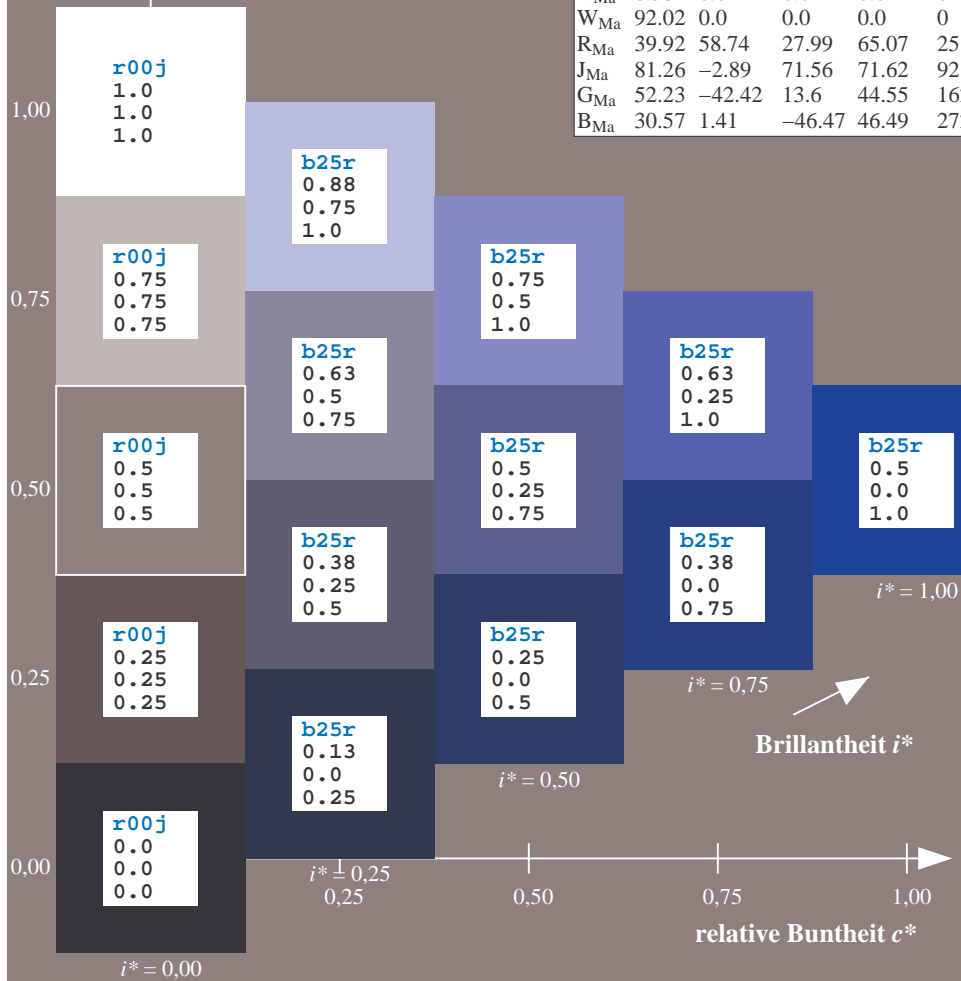 W_Ma 92.02 0.0 0.0 0.0 0
R_Ma 39.92 58.74 27.99 65.07 25
J_Ma 81.26 −2.89 71.56 71.62 92
G_Ma 52.23 −42.42 13.6 44.55
B_Ma 30.57 1.41 −46.47 46.49
r00j
1.0
1.0
1.0
1,00
b25r
0.88
0.75
1.0
r00j
0.75
0.75
0.75
b25r
0.75
0.5
1.0
0,75
b25r
0.63
0.5
0.75
b25r
0.63
0.25
1.0
r00j
0.5
0.5
0.5
b25r
0.5
0.25
0.75
b25r
0.5
0.0
1.0
0,50
b25r
0.38
0.25
0.5
b25r
0.38
0.0
0.75
i* = 1,00
r00j
0.25
0.25
0.25
b25r
0.25
0.0
0.5
0,25
i* = 0,75
b25r
0.13
0.0
0.25
Brillantheit i*
i* = 0,50
r00j
0.0
0.0
0.0
0,00
i* = 0,25
0,25 0,50 0,75 1,00
relative Buntheit c*
i* = 0,00